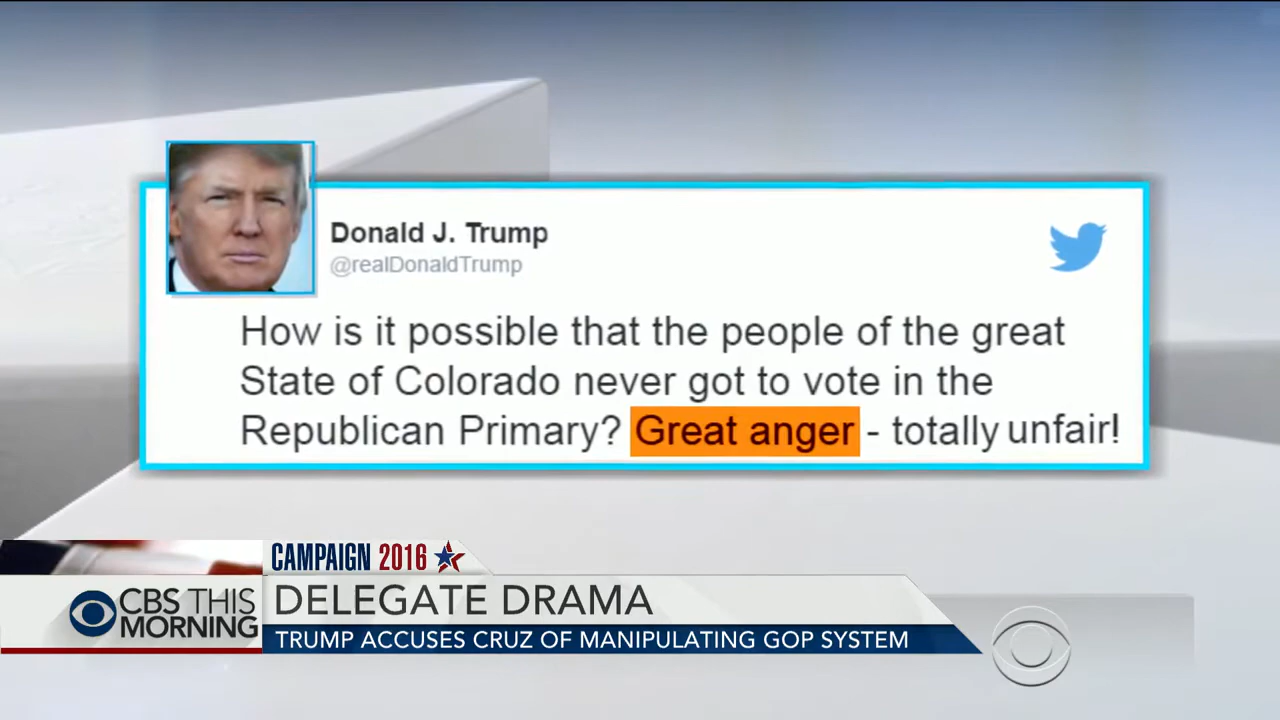 Donald J. Trump
@realDonaldTrump
How is it possible that the people of the great
State of Colorado never got to vote in the
Republican Primary? Great anger - totally unfair!
CAMPAIGN 2016
CBS THIS
MORNING
DELEGATE DRAMA
TRUMP ACCUSES CRUZ OF MANIPULATING GOP SYSTEM